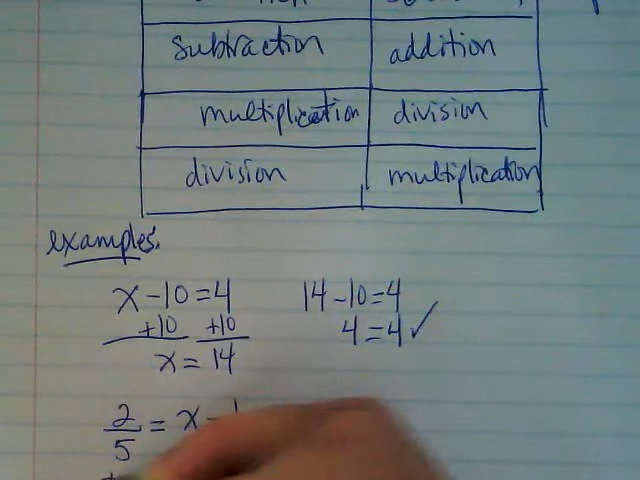 subtraction addition
multiplication division
division multiplication
examples:
x - 10 = 4 14 - 10 = 4
+10 +10 4 = 4 ✓
x = 14
2/5 = x -